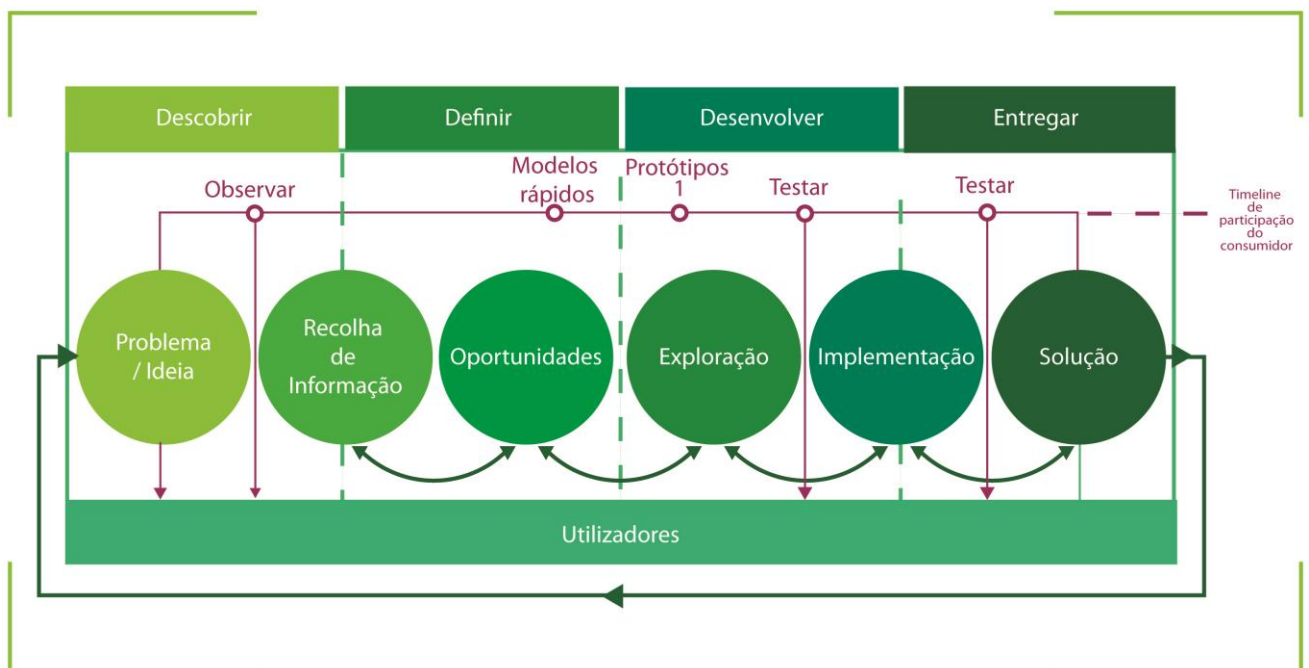 Descobrir
Definir
Desenvolver
Entregar
Observar
Modelos
rápidos
Protótipos
1
Testar
Testar
Timeline
de
participação
do
consumidor
Problema
/ Ideia
Recolha
de
Informação
Oportunidades
Exploração
Implementação
Solução
Utilizadores